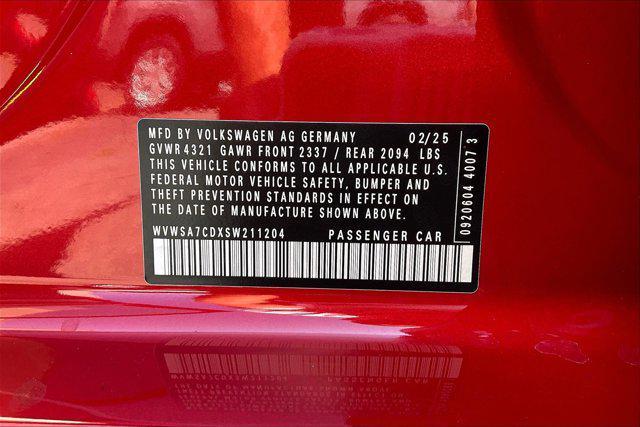 MFD BY VOLKSWAGEN AG GERMANY 02/25
GVWR 4321 GAWR FRONT 2337 / REAR 2094 LBS
THIS VEHICLE CONFORMS TO ALL APPLICABLE U.S.
FEDERAL MOTOR VEHICLE SAFETY, BUMPER AND
THEFT PREVENTION STANDARDS IN EFFECT ON
THE DATE OF MANUFACTURE SHOWN ABOVE.
WVWSA7CDXSW211204 PASSENGER CAR
0920604 4007 3